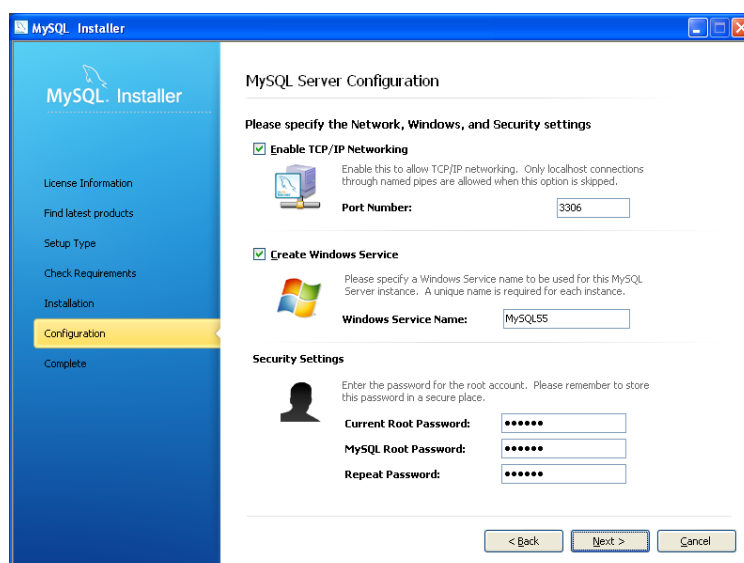 MySQL Installer
MySQL. Installer
License Information
Find latest products
Setup Type
Check Requirements
Installation
Configuration
Complete
MySQL Server Configuration
Please specify the Network, Windows, and Security settings
Enable TCP/IP Networking
Enable this to allow TCP/IP networking. Only localhost connections
through named pipes are allowed when this option is skipped.
Port Number: 3306
Create Windows Service
Please specify a Windows Service name to be used for this MySQL
Server instance. A unique name is required for each instance.
Windows Service Name: MySQL55
Security Settings
Enter the password for the root account. Please remember to store
this password in a secure place.
Current Root Password: ●●●●●●
MySQL Root Password: ●●●●●●
Repeat Password: ●●●●●●
< Back Next > Cancel